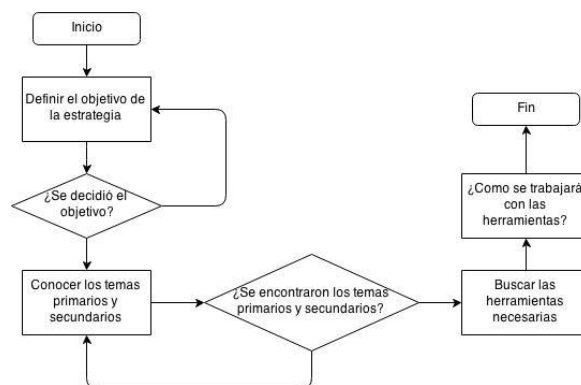 Inicio
Definir el objetivo de
la estrategia
¿Se decidió el
objetivo?
Conocer los temas
primarios y
secundarios
¿Se encontraron los temas
primarios y secundarios?
Buscar las
herramientas
necesarias
¿Como se trabajará
con las
herramientas?
Fin